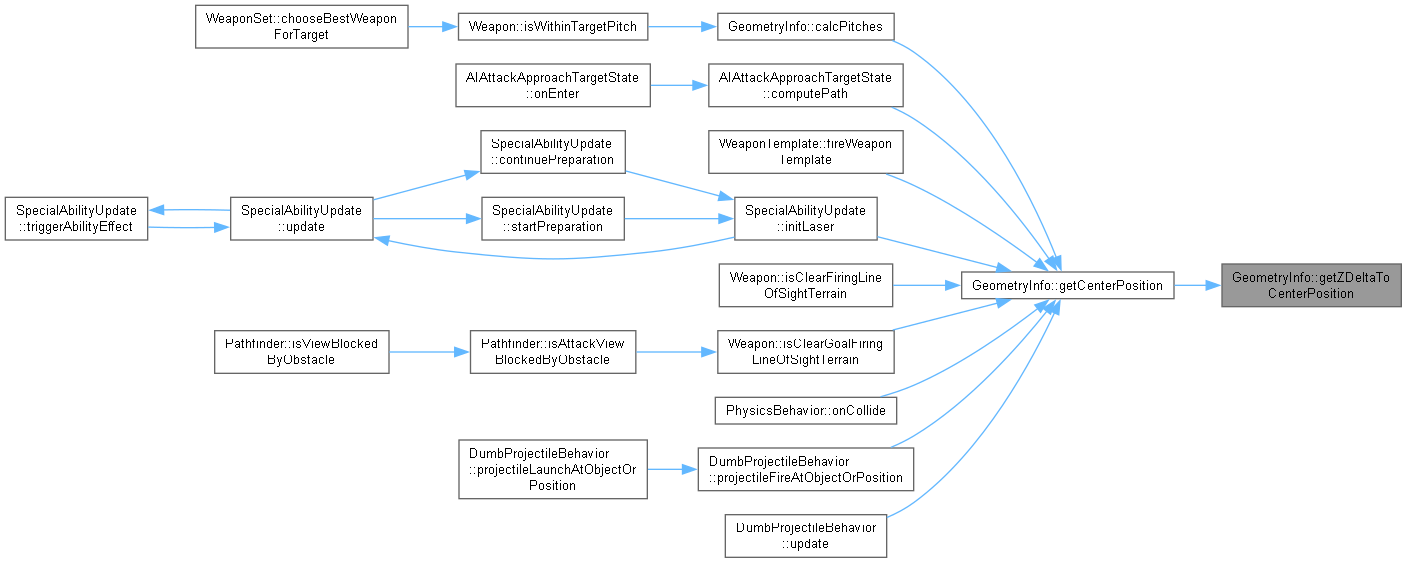 WeaponSet::chooseBestWeapon
ForTarget
Weapon::isWithinTargetPitch
GeometryInfo::calcPitches
AIAttackApproachTargetState
::onEnter
AIAttackApproachTargetState
::computePath
SpecialAbilityUpdate
::continuePreparation
WeaponTemplate::fireWeapon
Template
SpecialAbilityUpdate
::triggerAbilityEffect
SpecialAbilityUpdate
::update
SpecialAbilityUpdate
::startPreparation
SpecialAbilityUpdate
::initLaser
Weapon::isClearFiringLine
OfSightTerrain
GeometryInfo::getCenterPosition
GeometryInfo::getZDeltaTo
CenterPosition
Pathfinder::isViewBlocked
ByObstacle
Pathfinder::isAttackView
BlockedByObstacle
Weapon::isClearGoalFiring
LineOfSightTerrain
PhysicsBehavior::onCollide
DumbProjectileBehavior
::projectileLaunchAtObjectOr
Position
DumbProjectileBehavior
::projectileFireAtObjectOrPosition
DumbProjectileBehavior
::update